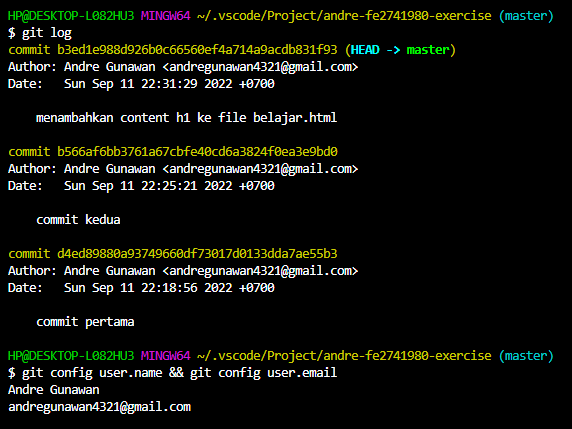 HP@DESKTOP-L082HU3 MINGW64 ~/.vscode/Project/andre-fe2741980-exercise (master)
$ git log
commit b3ed1e988d926b0c66560ef4a714a9acdb831f93 (HEAD -> master)
Author: Andre Gunawan <andregunawan4321@gmail.com>
Date:   Sun Sep 11 22:31:29 2022 +0700
    menambahkan content h1 ke file belajar.html
commit b566af6bb3761a67cbfe40cd6a3824f0ea3e9bd0
Author: Andre Gunawan <andregunawan4321@gmail.com>
Date:   Sun Sep 11 22:25:21 2022 +0700
    commit kedua
commit d4ed89880a93749660df73017d0133dda7ae55b3
Author: Andre Gunawan <andregunawan4321@gmail.com>
Date:   Sun Sep 11 22:18:56 2022 +0700
    commit pertama
HP@DESKTOP-L082HU3 MINGW64 ~/.vscode/Project/andre-fe2741980-exercise (master)
$ git config user.name && git config user.email
Andre Gunawan
andregunawan4321@gmail.com